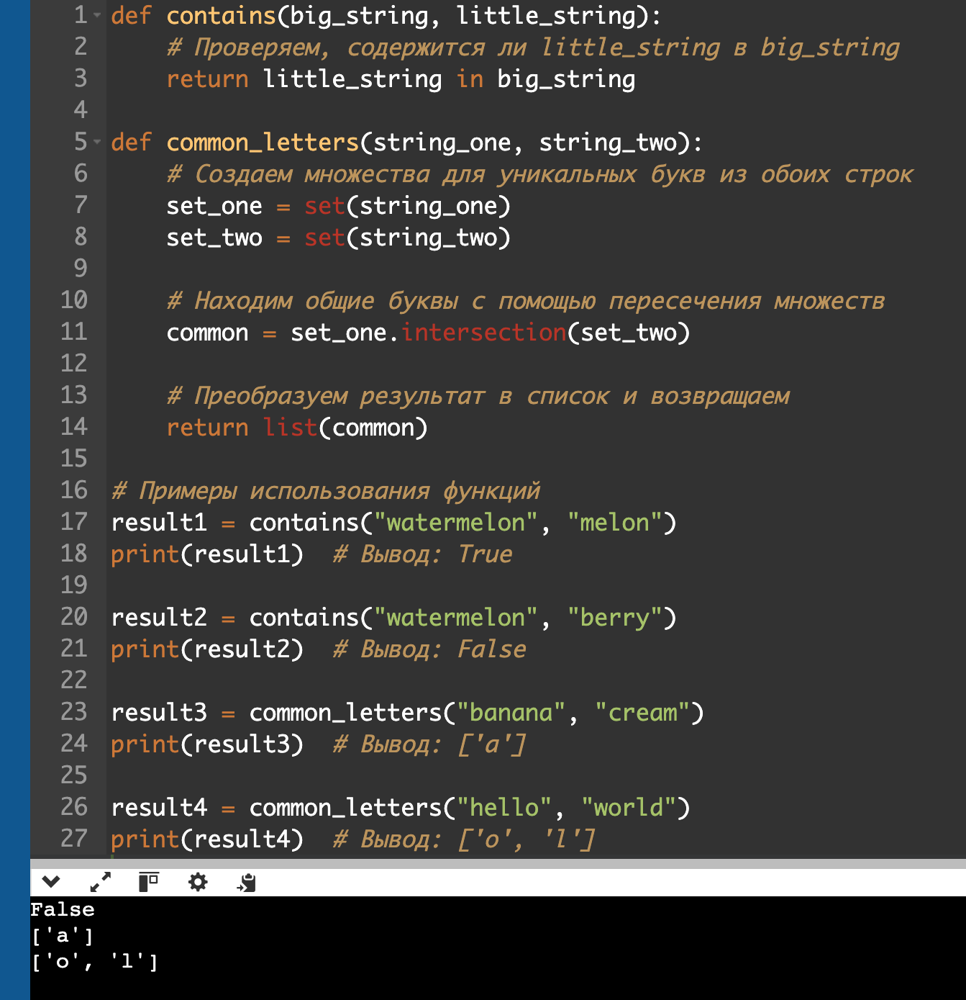 1 def contains(big_string, little_string):
2     # Проверяем, содержится ли little_string в big_string
3     return little_string in big_string
4
5 def common_letters(string_one, string_two):
6     # Создаем множества для уникальных букв из обоих строк
7     set_one = set(string_one)
8     set_two = set(string_two)
9
10     # Находим общие буквы с помощью пересечения множеств
11     common = set_one.intersection(set_two)
12
13     # Преобразуем результат в список и возвращаем
14     return list(common)
15
16 # Примеры использования функций
17 result1 = contains("watermelon", "melon")
18 print(result1)  # Вывод: True
19
20 result2 = contains("watermelon", "berry")
21 print(result2)  # Вывод: False
22
23 result3 = common_letters("banana", "cream")
24 print(result3)  # Вывод: ['a']
25
26 result4 = common_letters("hello", "world")
27 print(result4)  # Вывод: ['o', 'l']
False
['a']
['o', 'l']